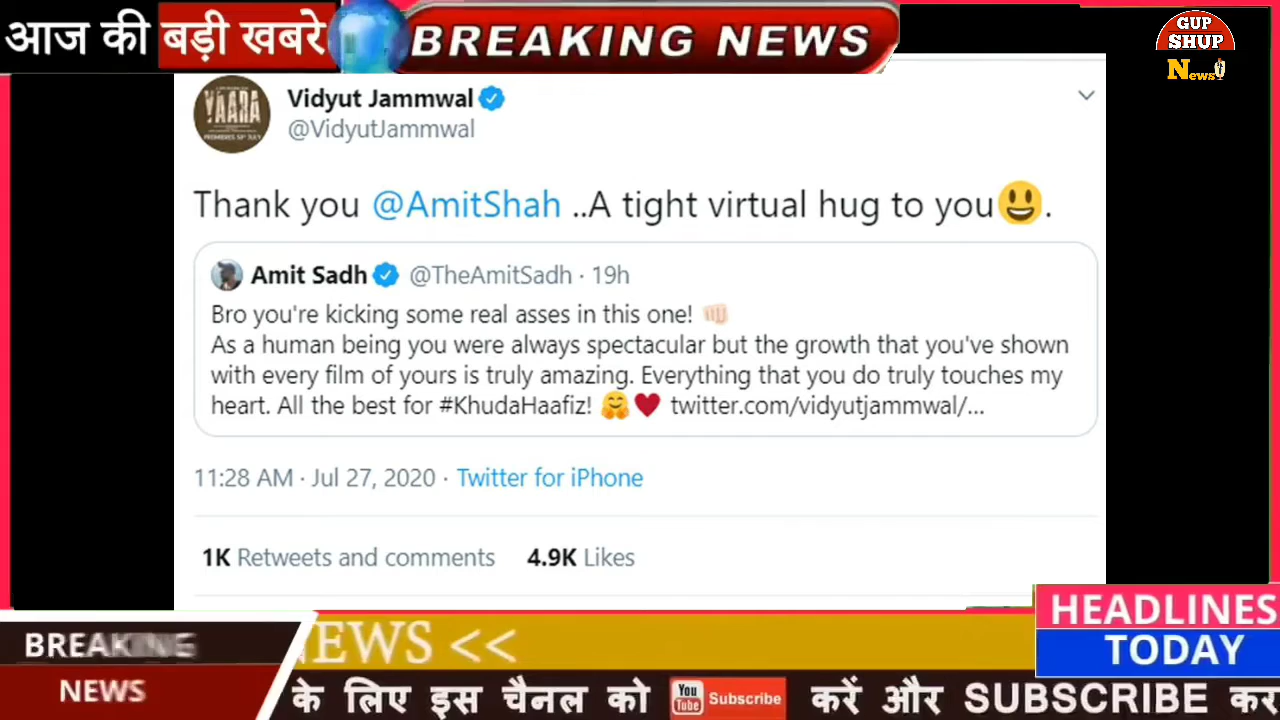 आज की बड़ी खबरे
BREAKING NEWS
GUP
SHUP
News
YAARA
Vidyut Jammwal
@VidyutJammwal
Thank you @AmitShah ..A tight virtual hug to you😃.
Amit Sadh @TheAmitSadh · 19h
Bro you're kicking some real asses in this one! 👊🏻
As a human being you were always spectacular but the growth that you've shown
with every film of yours is truly amazing. Everything that you do truly touches my
heart. All the best for #KhudaHaafiz! 🤗❤️ twitter.com/vidyutjammwal/...
11:28 AM · Jul 27, 2020 · Twitter for iPhone
1K Retweets and comments 4.9K Likes
HEADLINES
TODAY
BREAKING
NEWS
EWS <<
के लिए इस चैनल को You Tube Subscribe करें और SUBSCRIBE कर